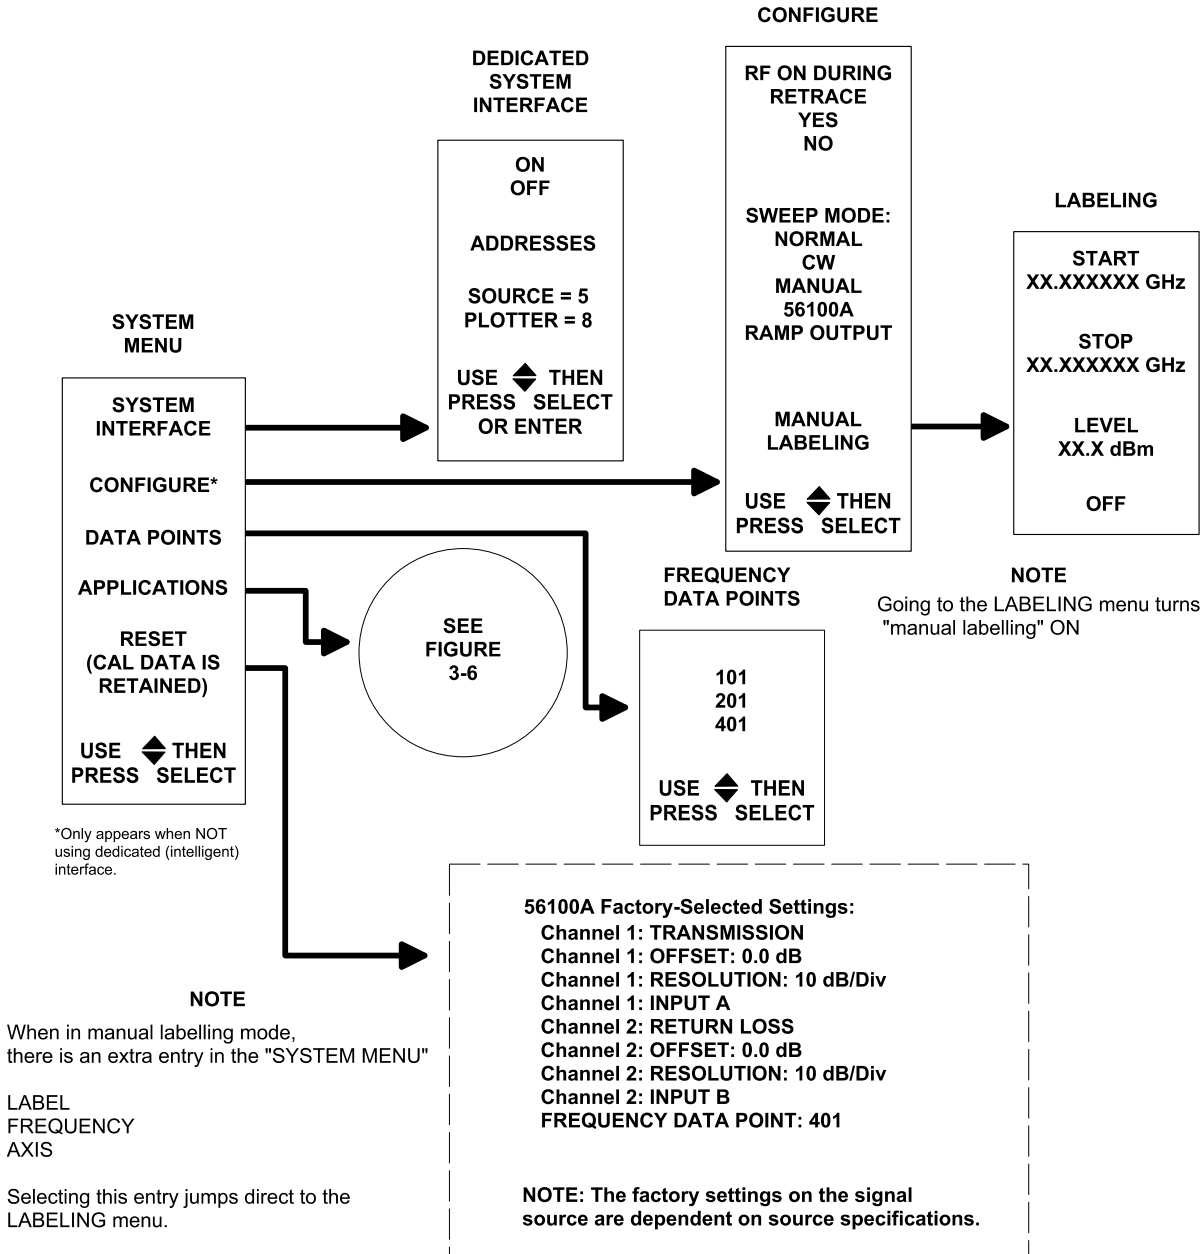 SYSTEM
MENU
SYSTEM
INTERFACE
CONFIGURE*
DATA POINTS
APPLICATIONS
RESET
(CAL DATA IS
RETAINED)
USE THEN
PRESS SELECT
*Only appears when NOT
using dedicated (intelligent)
interface.
DEDICATED
SYSTEM
INTERFACE
ON
OFF
ADDRESSES
SOURCE = 5
PLOTTER = 8
USE THEN
PRESS SELECT
OR ENTER
CONFIGURE
RF ON DURING
RETRACE
YES
NO
SWEEP MODE:
NORMAL
CW
MANUAL
56100A
RAMP OUTPUT
MANUAL
LABELING
USE THEN
PRESS SELECT
LABELING
START
XX.XXXXXX GHz
STOP
XX.XXXXXX GHz
LEVEL
XX.X dBm
OFF
NOTE
Going to the LABELING menu turns
"manual labelling" ON
FREQUENCY
DATA POINTS
101
201
401
USE THEN
PRESS SELECT
SEE
FIGURE
3-6
56100A Factory-Selected Settings:
Channel 1: TRANSMISSION
Channel 1: OFFSET: 0.0 dB
Channel 1: RESOLUTION: 10 dB/Div
Channel 1: INPUT A
Channel 2: RETURN LOSS
Channel 2: OFFSET: 0.0 dB
Channel 2: RESOLUTION: 10 dB/Div
Channel 2: INPUT B
FREQUENCY DATA POINT: 401
NOTE: The factory settings on the signal
source are dependent on source specifications.
NOTE
When in manual labelling mode,
there is an extra entry in the "SYSTEM MENU"
LABEL
FREQUENCY
AXIS
Selecting this entry jumps direct to the
LABELING menu.